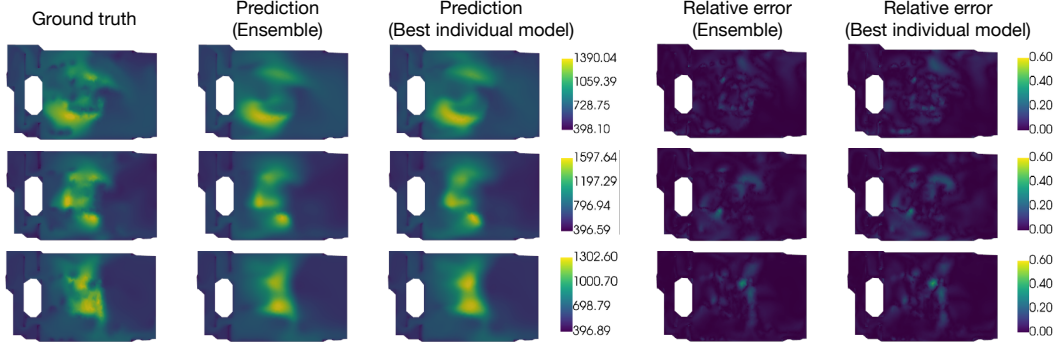 Ground truth
Prediction
(Ensemble)
Prediction
(Best individual model)
Relative error
(Ensemble)
Relative error
(Best individual model)
1390.04
1059.39
728.75
398.10
0.60
0.40
0.20
0.00
1597.64
1197.29
796.94
396.59
0.60
0.40
0.20
0.00
1302.60
1000.70
698.79
396.89
0.60
0.40
0.20
0.00